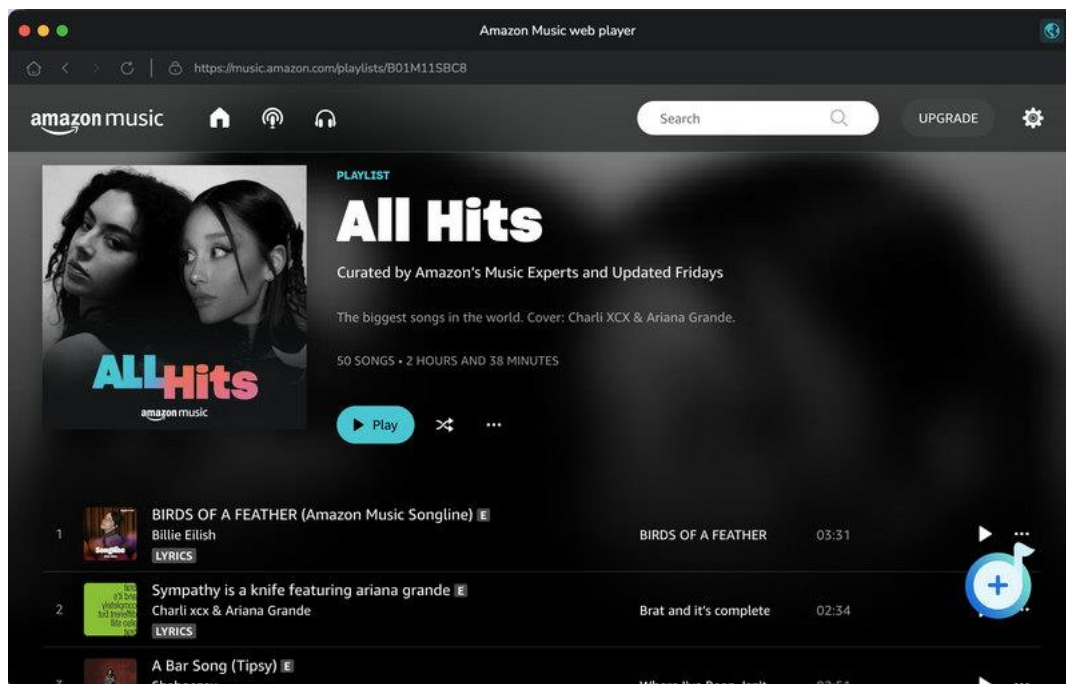 Amazon Music web player
https://music.amazon.com/playlists/B01M11SBC8
amazon music
Search
UPGRADE
PLAYLIST
All Hits
Curated by Amazon's Music Experts and Updated Fridays
The biggest songs in the world. Cover: Charli XCX & Ariana Grande.
50 SONGS • 2 HOURS AND 38 MINUTES
ALL Hits
amazon music
Play
1
BIRDS OF A FEATHER (Amazon Music Songline) E
Billie Eilish
LYRICS
BIRDS OF A FEATHER
03:31
Songline
2
Sympathy is a knife featuring ariana grande E
Charli xcx & Ariana Grande
LYRICS
Brat and it's complete
02:34
A Bar Song (Tipsy) E